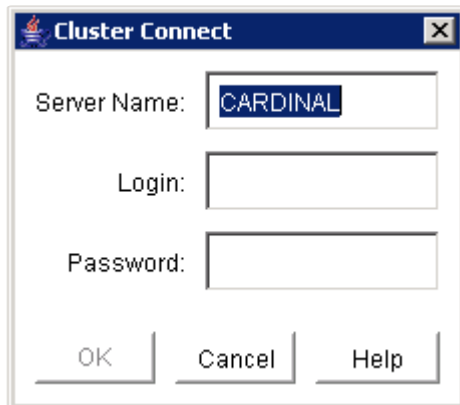 Cluster Connect
Server Name: CARDINAL
Login:
Password:
OK Cancel Help